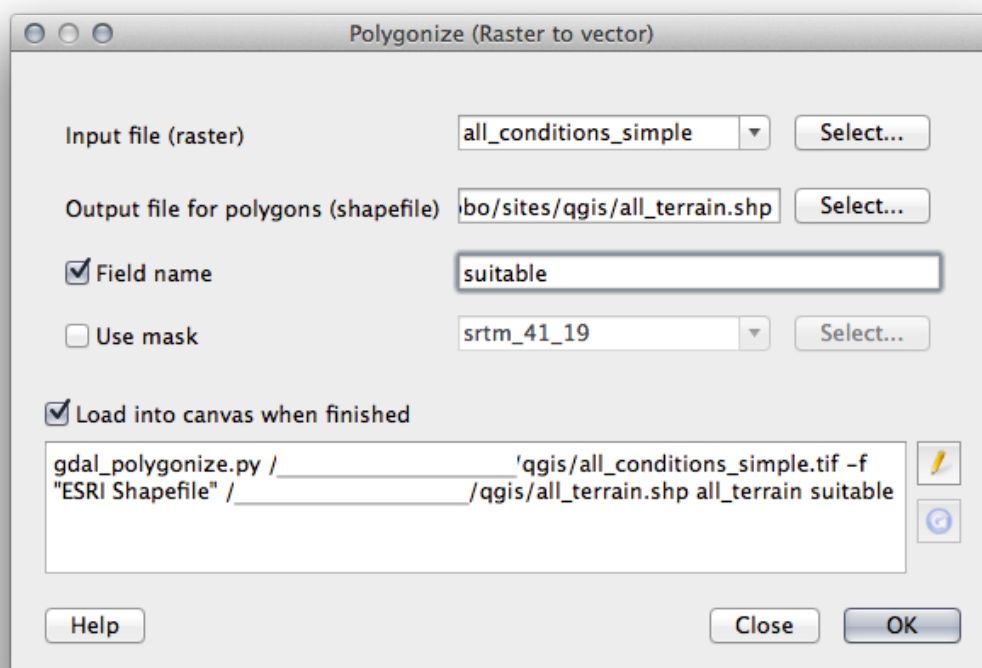 Polygonize (Raster to vector)
Input file (raster) all_conditions_simple Select...
Output file for polygons (shapefile) bo/sites/qgis/all_terrain.shp Select...
Field name suitable
Use mask srtm_41_19 Select...
Load into canvas when finished
gdal_polygonize.py /__________________'qgis/all_conditions_simple.tif -f
"ESRI Shapefile" /__________________/qgis/all_terrain.shp all_terrain suitable
Help Close OK